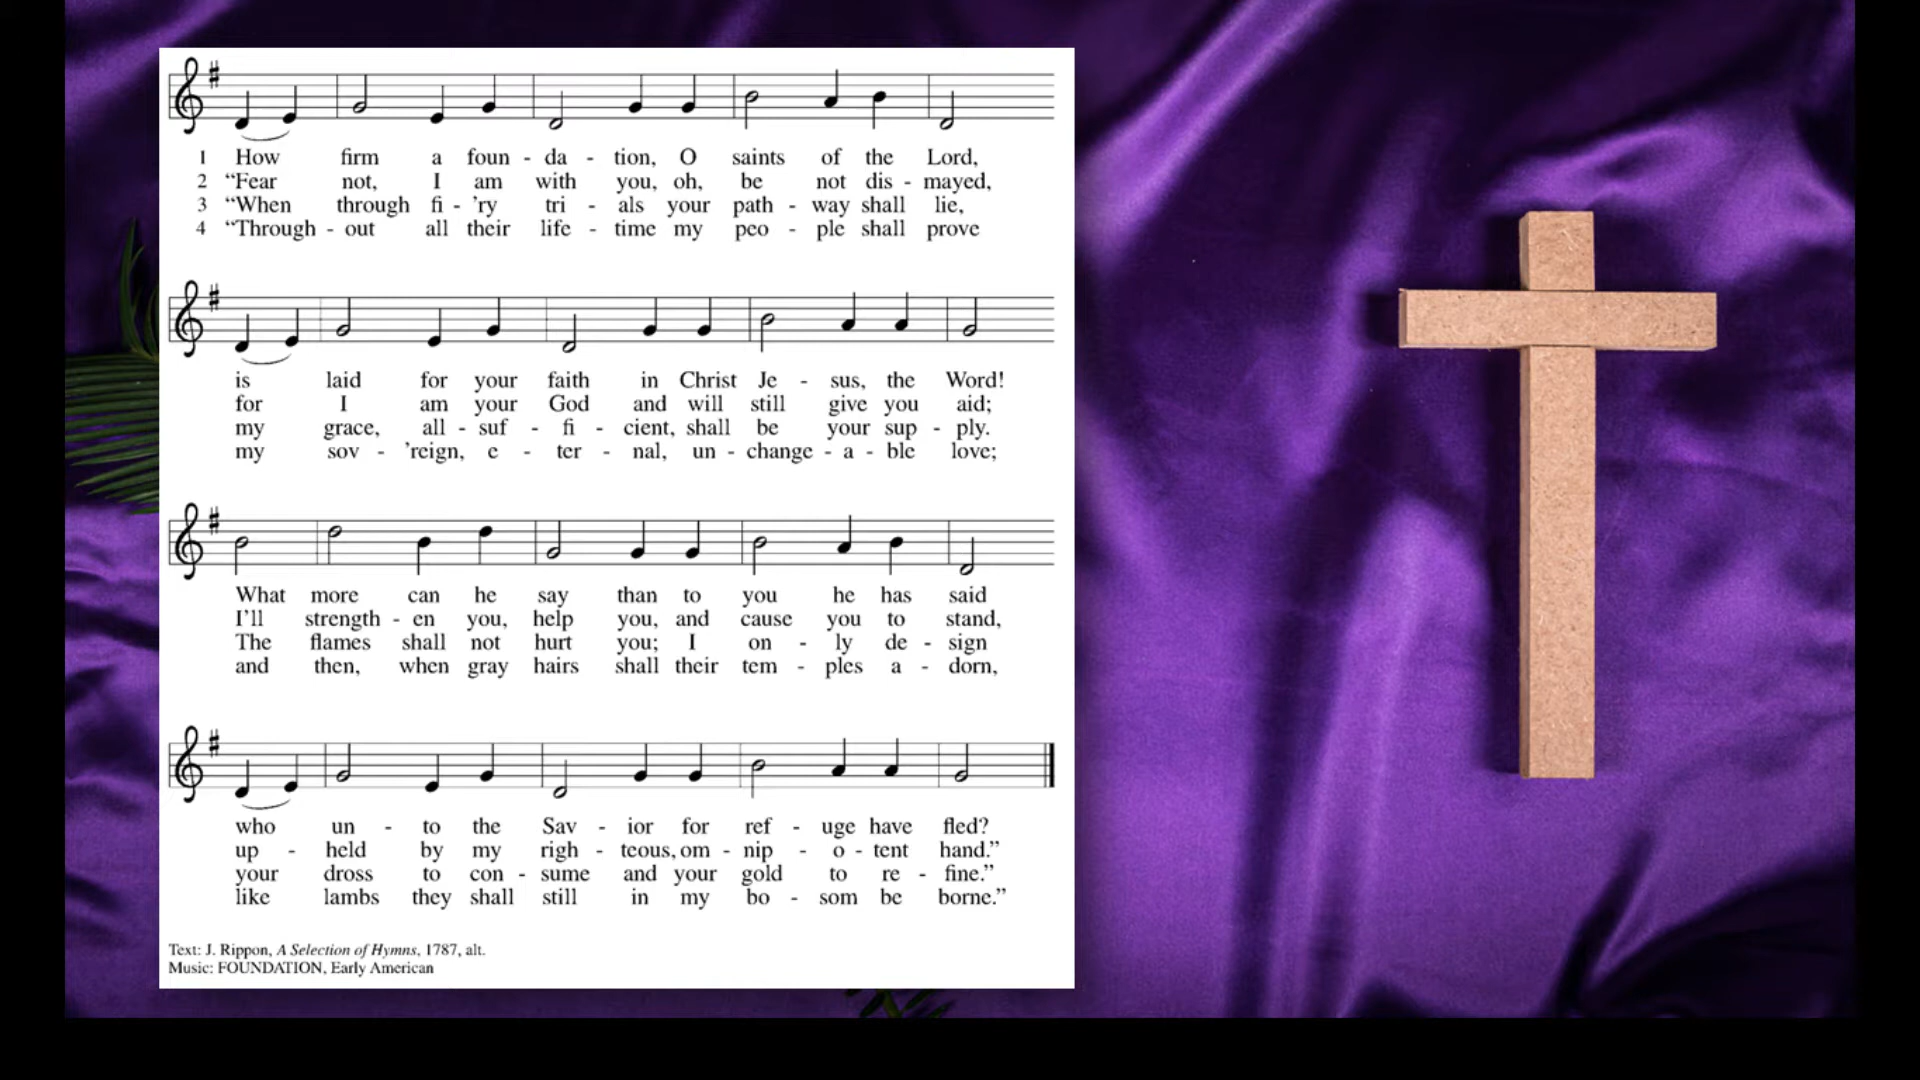 1 How firm a foun - da - tion, O saints of the Lord,
2 “Fear not, I am with you, oh, be not dis - mayed,
3 “When through fi - ’ry tri - als your path - way shall lie,
4 “Through - out all their life - time my peo - ple shall prove
is laid for your faith in Christ Je - sus, the Word!
for I am your God and will still give you aid;
my grace, all - suf - fi - cient, shall be your sup - ply.
my sov - ’reign, e - ter - nal, un - change - a - ble love;
What more can he say than to you he has said
I’ll strength - en you, help you, and cause you to stand,
The flames shall not hurt you; I on - ly de - sign
and then, when gray hairs shall their tem - ples a - dorn,
who un - to the Sav - ior for ref - uge have fled?
up - held by my righ - teous, om - nip - o - tent hand.”
your dross to con - sume and your gold to re - fine.”
like lambs they shall still in my bo - som be borne.”
Text: J. Rippon, A Selection of Hymns, 1787, alt.
Music: FOUNDATION, Early American